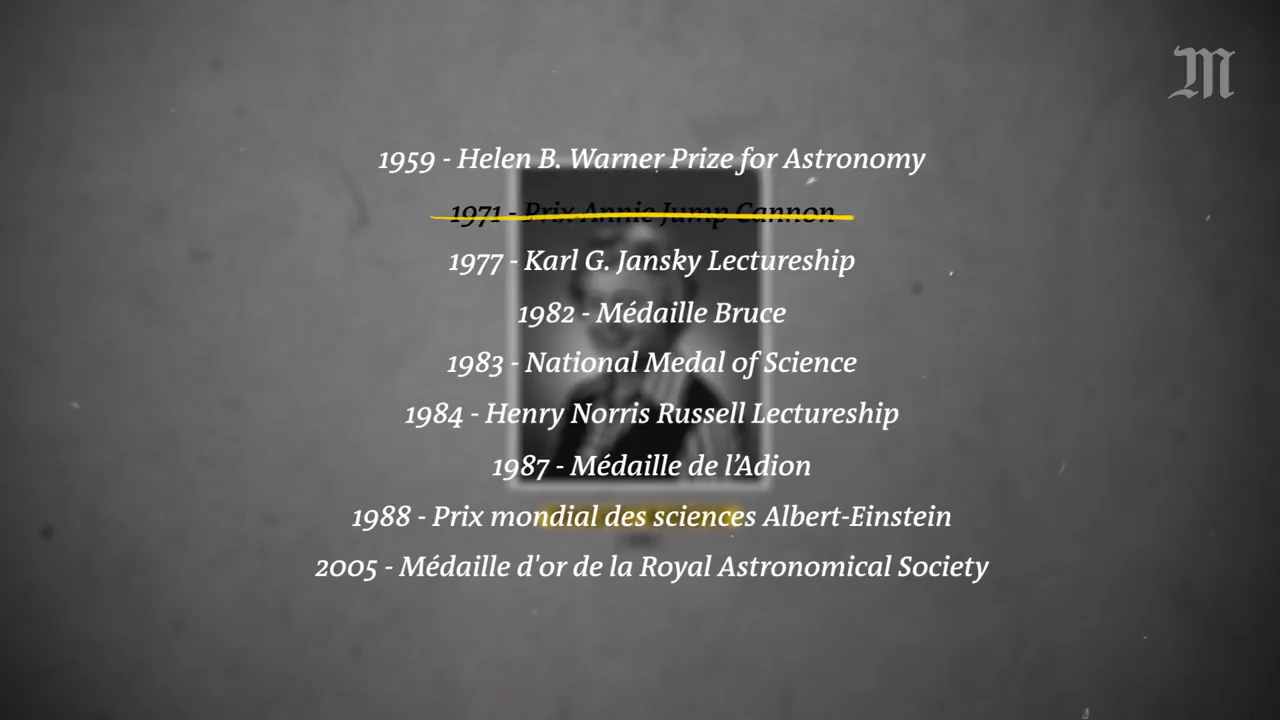 M
1959 - Helen B. Warner Prize for Astronomy
1971 - Prix Annie Jump Cannon
1977 - Karl G. Jansky Lectureship
1982 - Médaille Bruce
1983 - National Medal of Science
1984 - Henry Norris Russell Lectureship
1987 - Médaille de l’Adion
1988 - Prix mondial des sciences Albert-Einstein
2005 - Médaille d'or de la Royal Astronomical Society